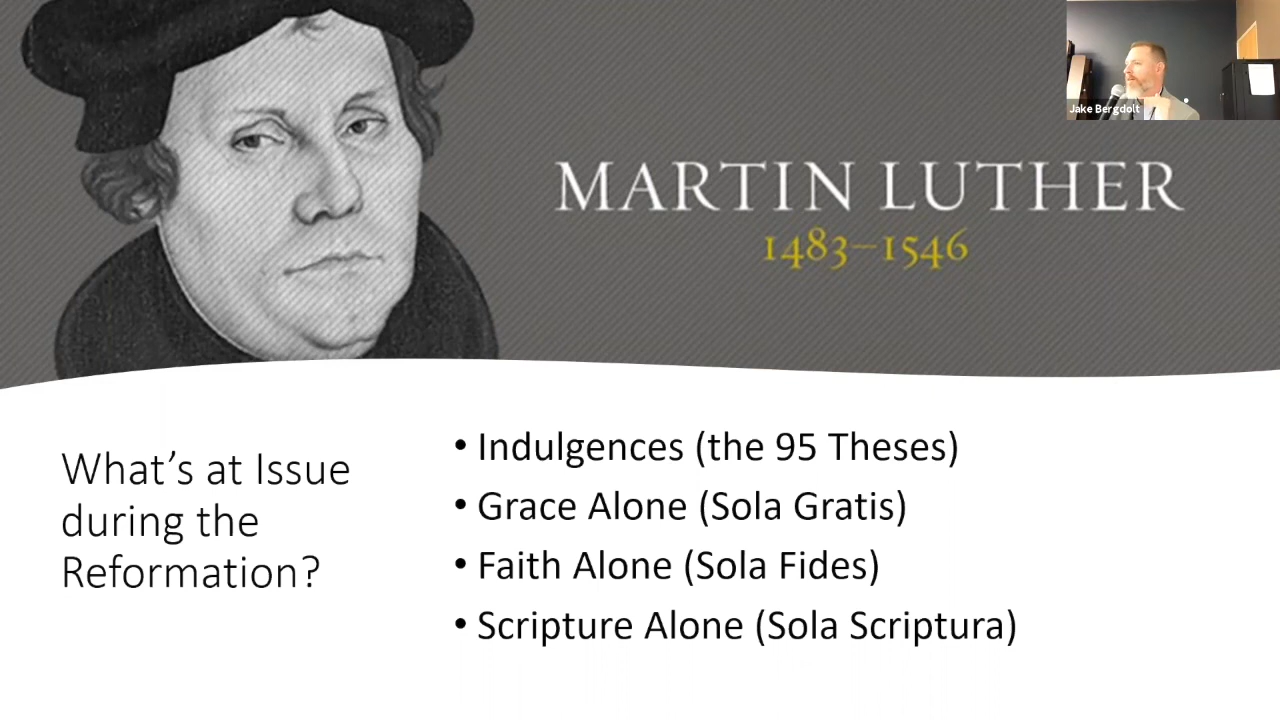 Jake Bergdolt
MARTIN LUTHER
1483–1546
What's at Issue
during the
Reformation?
• Indulgences (the 95 Theses)
• Grace Alone (Sola Gratis)
• Faith Alone (Sola Fides)
• Scripture Alone (Sola Scriptura)